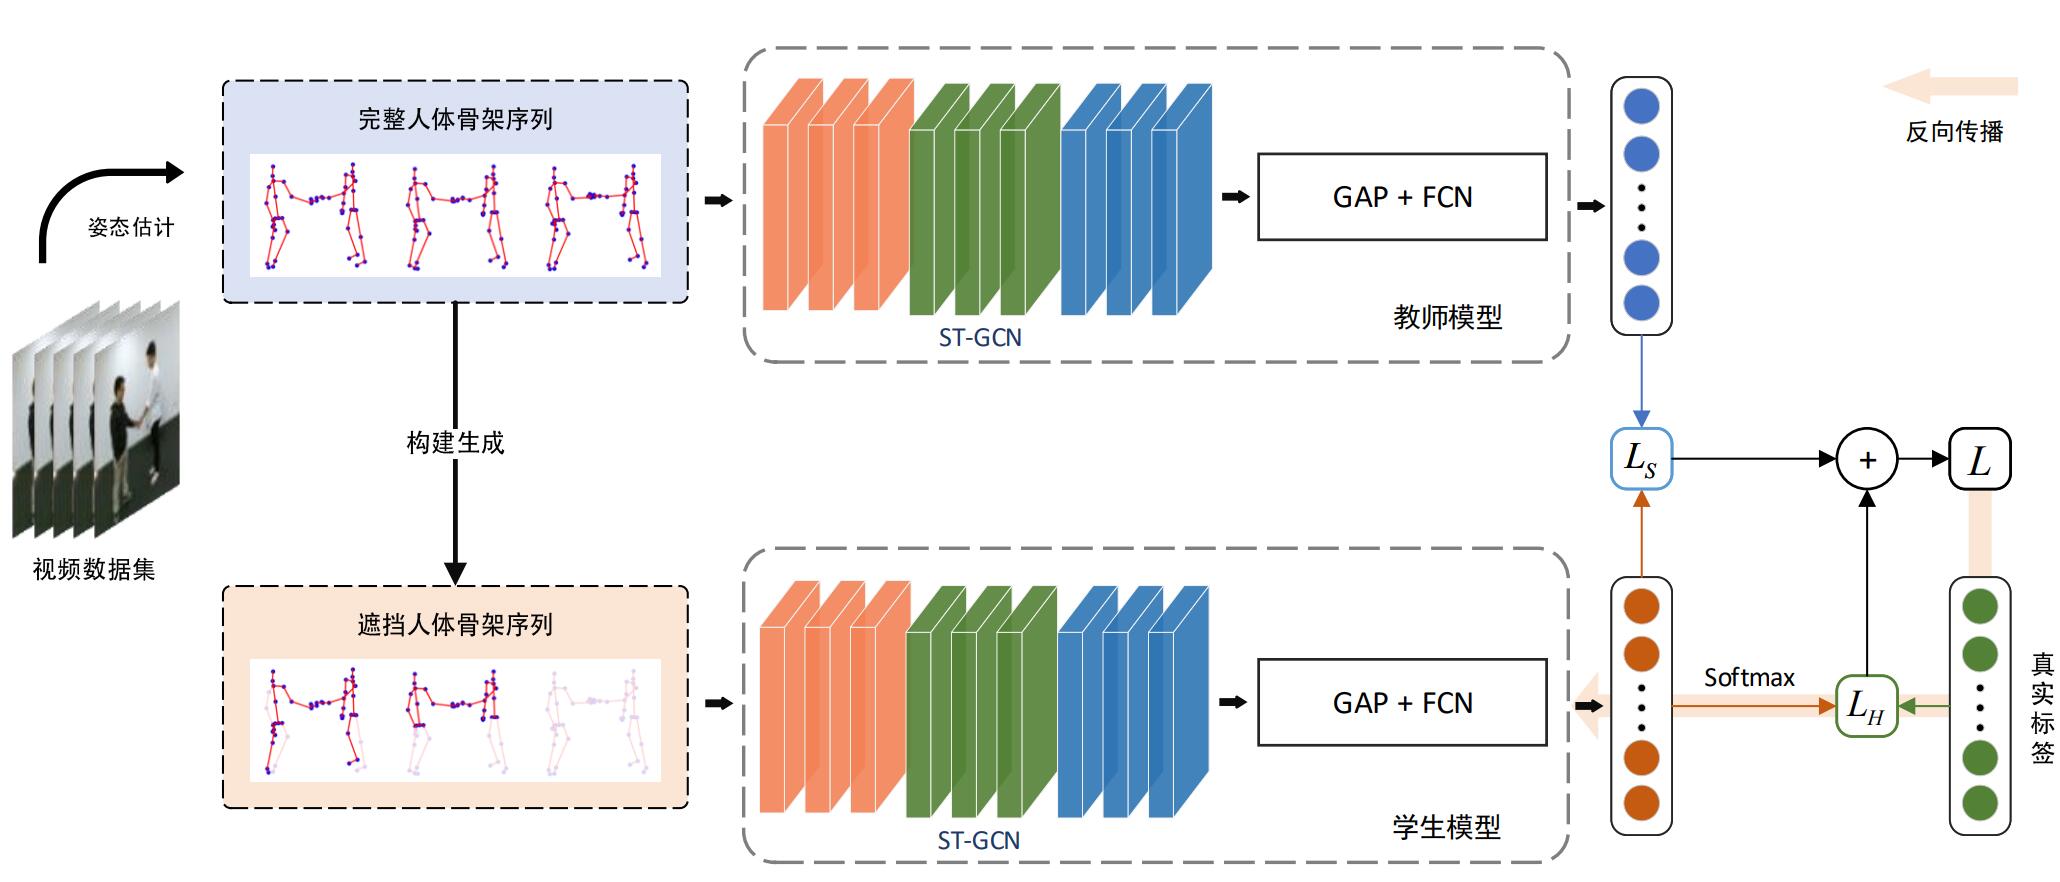 完整人体骨架序列
姿态估计
GAP + FCN
教师模型
ST-GCN
反向传播
视频数据集
构建生成
L_S
+
L
遮挡人体骨架序列
GAP + FCN
学生模型
ST-GCN
Softmax
L_H
真实标签